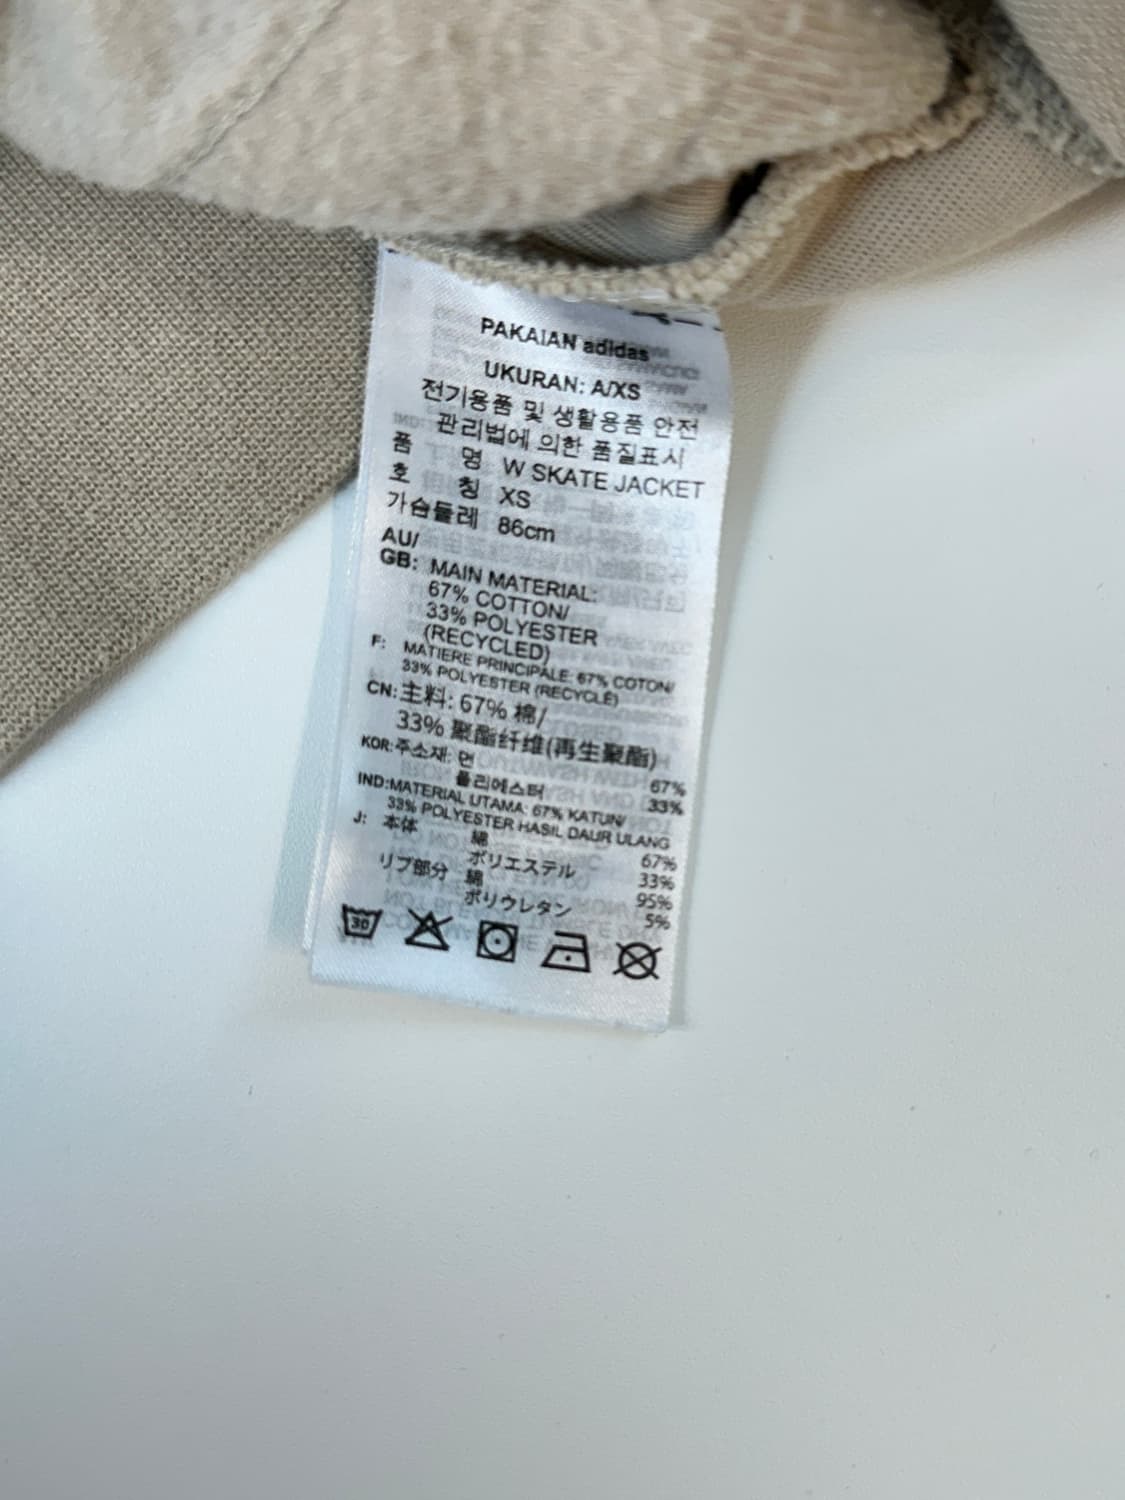 PAKAIAN adidas
UKURAN: A/XS
전기용품 및 생활용품 안전
관리법에 의한 품질표시
품 명 W SKATE JACKET
호 칭 XS
가슴둘레 86cm
AU/
GB: MAIN MATERIAL:
67% COTTON/
33% POLYESTER
(RECYCLED)
F: MATIERE PRINCIPALE: 67% COTON/
33% POLYESTER (RECYCLÉ)
CN: 主料: 67% 棉/
33% 聚酯纤维(再生聚酯)
KOR: 주소재: 면 67%
폴리에스터 33%
IND:MATERIAL UTAMA: 67% KATUN/
33% POLYESTER HASIL DAUR ULANG
J: 本体 綿 67%
ポリエステル 33%
リブ部分 綿 95%
ポリウレタン 5%
30